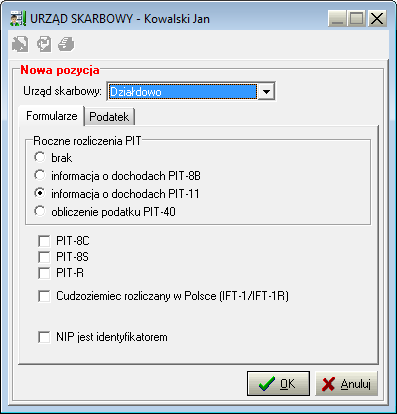 URZĄD SKARBOWY - Kowalski Jan
Nowa pozycja
Urząd skarbowy: Działdowo
Formularze Podatek
Roczne rozliczenia PIT
brak
informacja o dochodach PIT-8B
informacja o dochodach PIT-11
obliczenie podatku PIT-40
PIT-8C
PIT-8S
PIT-R
Cudzoziemiec rozliczany w Polsce (IFT-1/IFT-1R)
NIP jest identyfikatorem
OK Anuluj